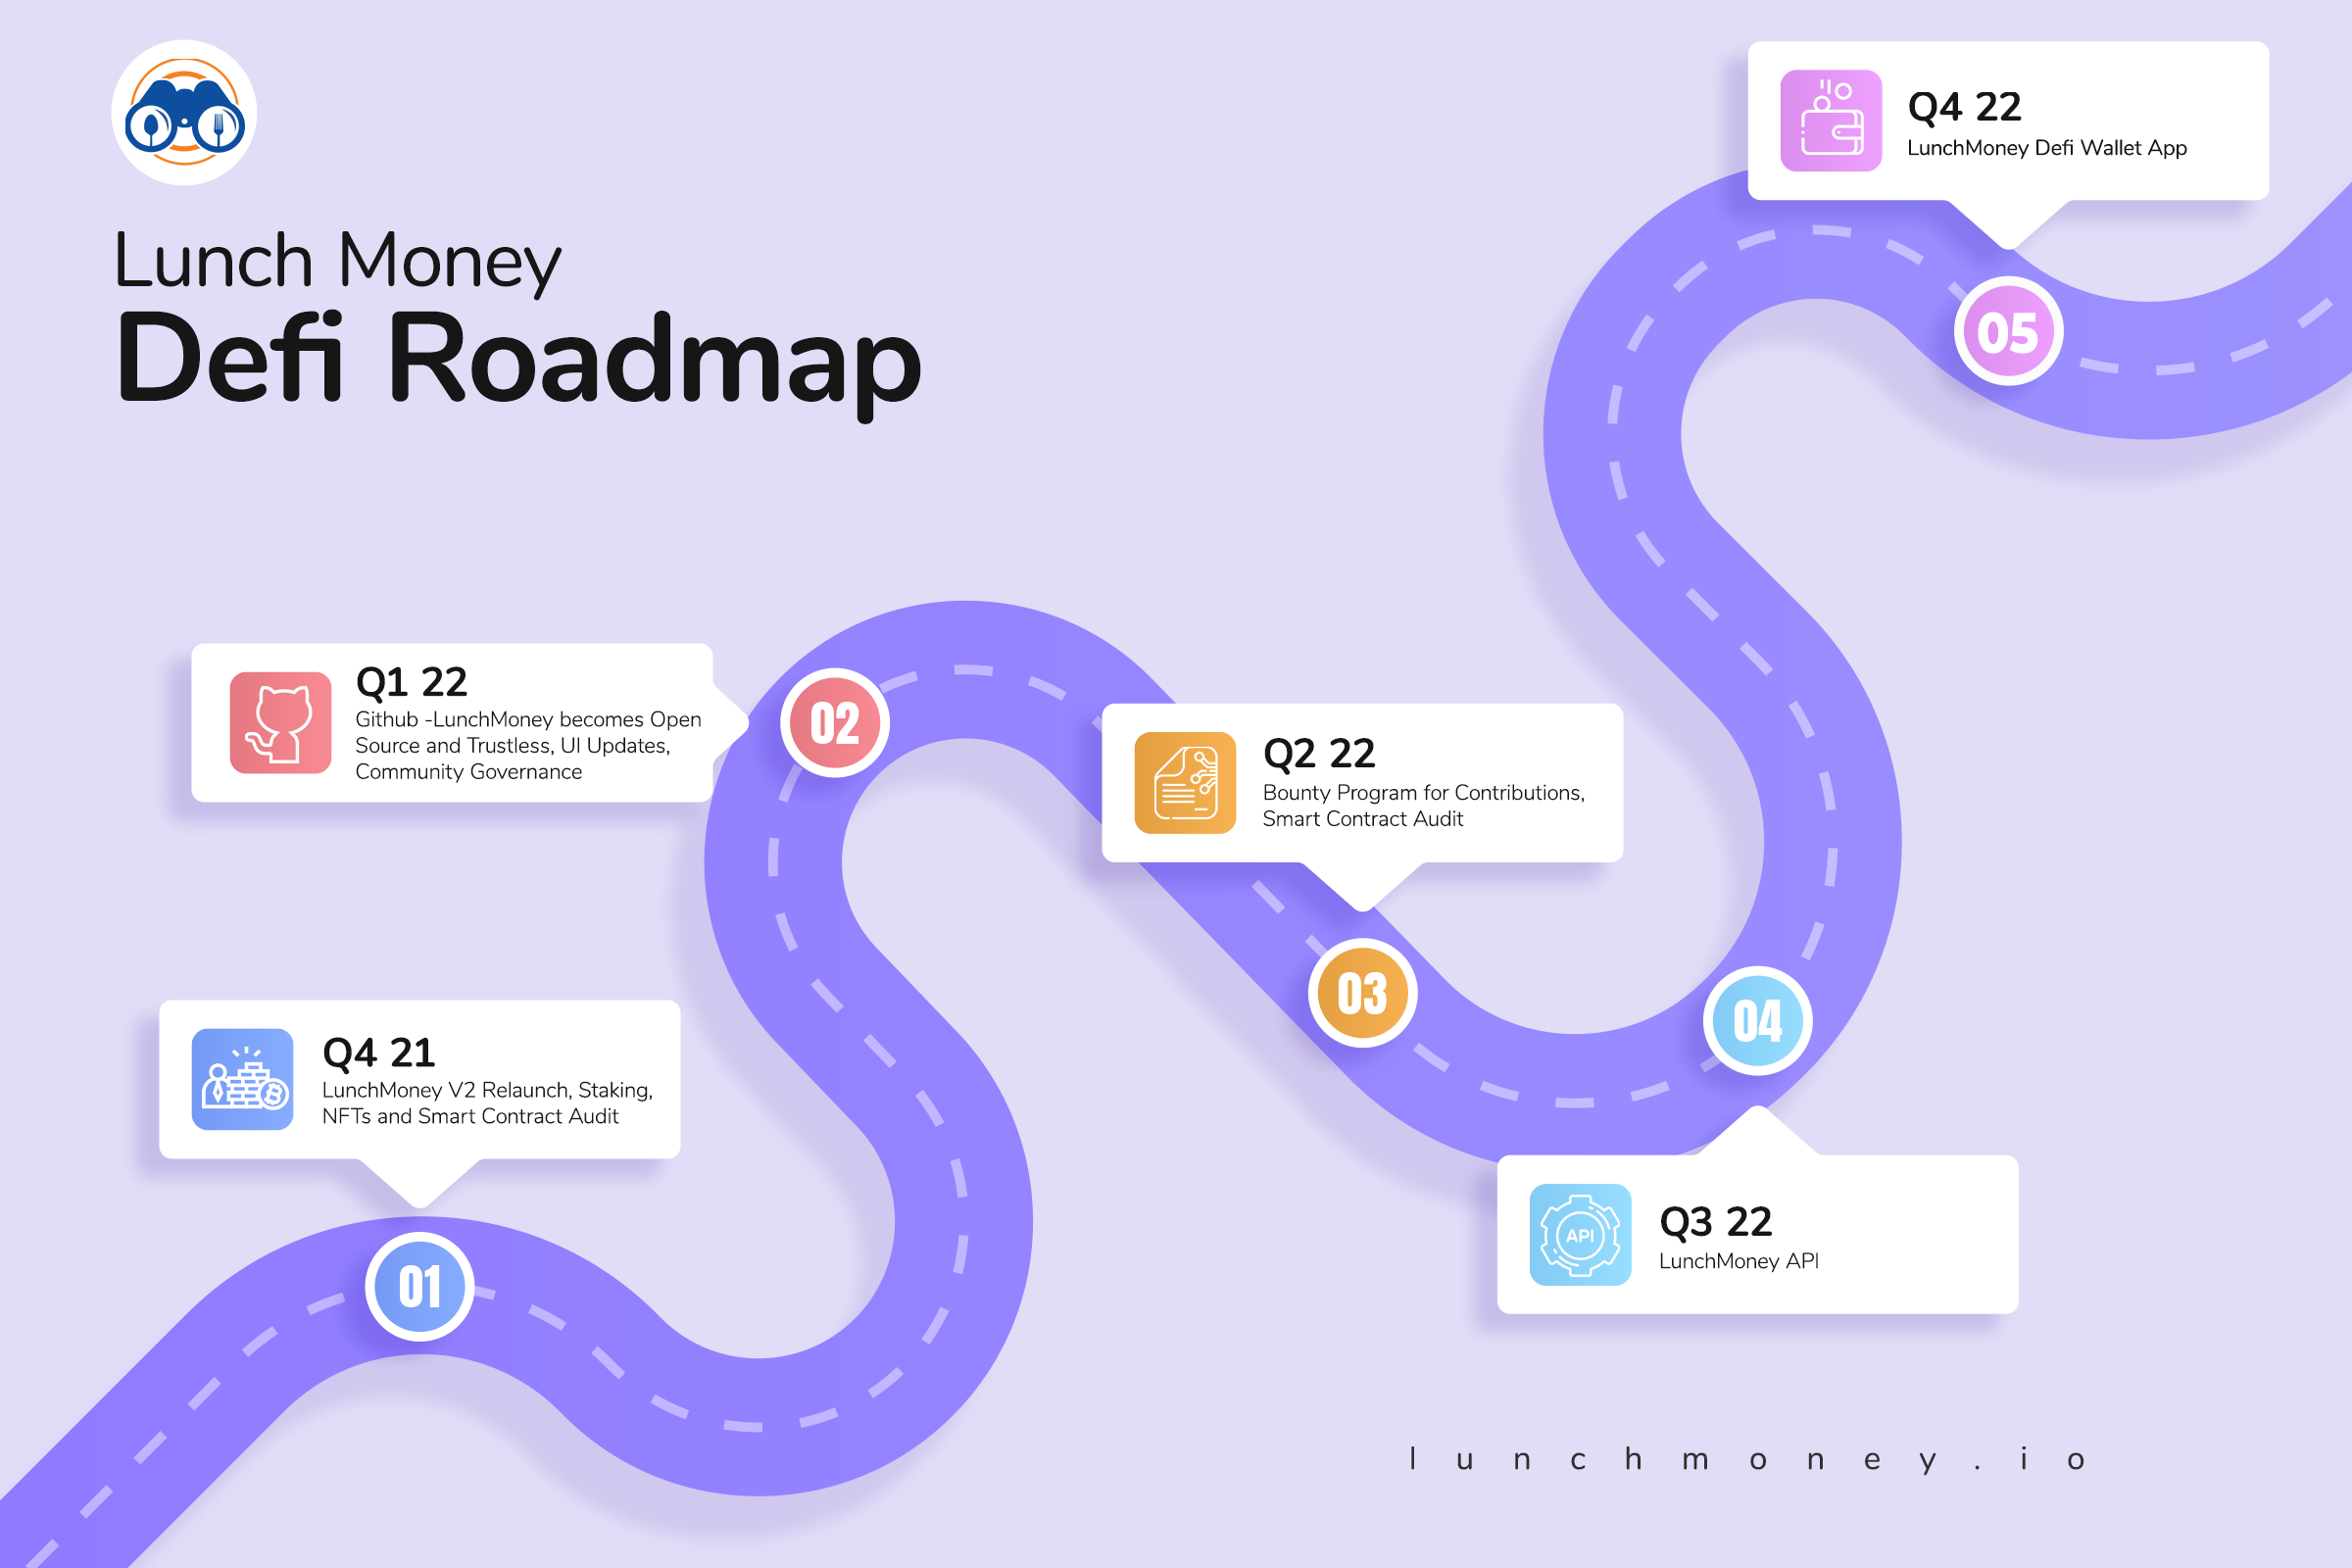 Lunch Money
Defi Roadmap
Q4 21
LunchMoney V2 Relaunch, Staking,
NFTs and Smart Contract Audit
01
Q1 22
Github -LunchMoney becomes Open
Source and Trustless, UI Updates,
Community Governance
02
Q2 22
Bounty Program for Contributions,
Smart Contract Audit
03
04
API
Q3 22
LunchMoney API
Q4 22
LunchMoney Defi Wallet App
05
lunchmoney.io